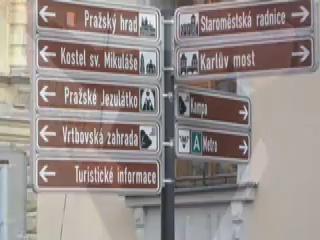 Pražský hrad
Kostel sv. Mikuláše
Pražské Jezulátko
Vrtbovská zahrada
Turistické informace
Staroměstská radnice
Karlův most
Kampa
A Metro